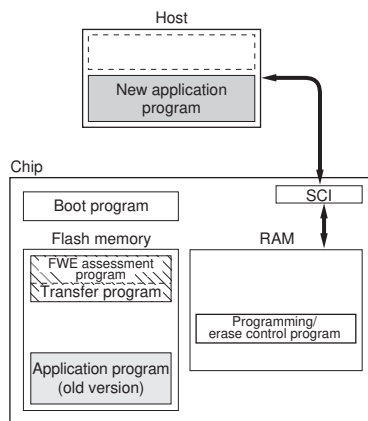 Host
New application
program
Chip
SCI
Boot program
Flash memory
RAM
FWE assessment
program
Transfer program
Programming/
erase control program
Application program
(old version)